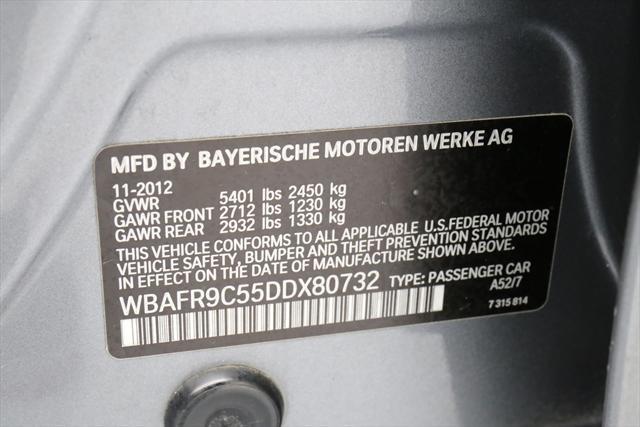 MFD BY BAYERISCHE MOTOREN WERKE AG
11-2012
GVWR 5401 lbs 2450 kg
GAWR FRONT 2712 lbs 1230 kg
GAWR REAR 2932 lbs 1330 kg
THIS VEHICLE CONFORMS TO ALL APPLICABLE U.S.FEDERAL MOTOR
VEHICLE SAFETY, BUMPER AND THEFT PREVENTION STANDARDS
IN EFFECT ON THE DATE OF MANUFACTURE SHOWN ABOVE.
WBAFR9C55DDX80732 TYPE: PASSENGER CAR
A52/7
7 315 814